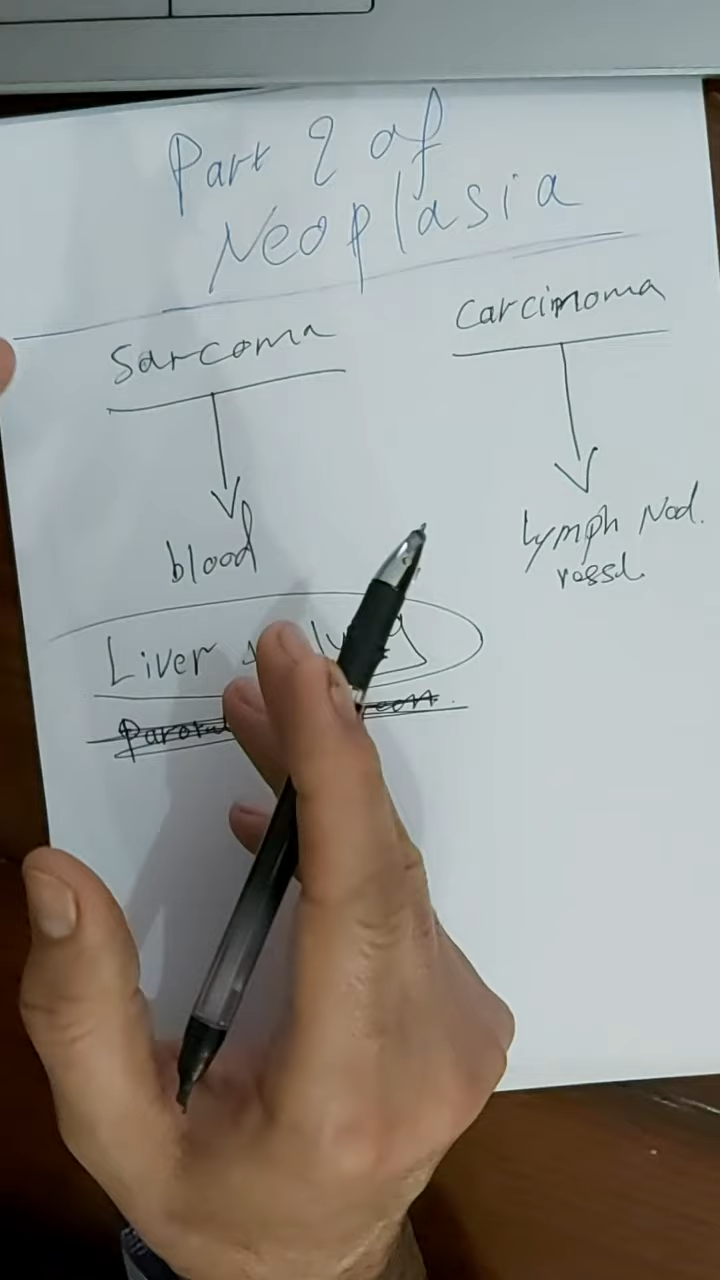 Part 2 of
Neoplasia
Sarcoma
Carcinoma
blood
Lymph Nod.
vessel
Liver